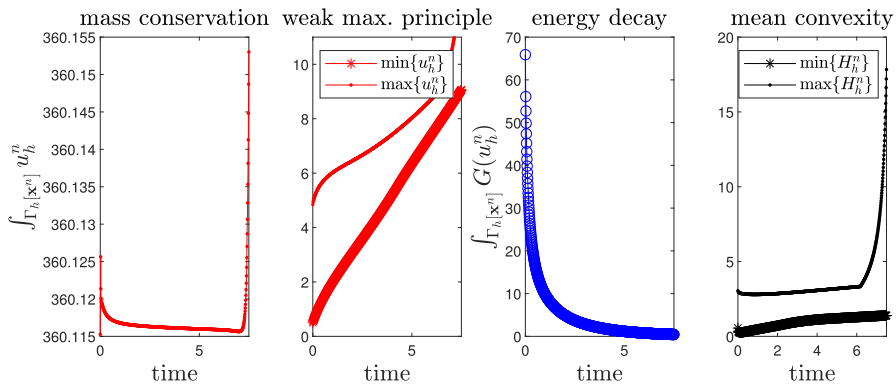 mass conservation
360.155
360.15
360.145
360.14
360.135
360.13
360.125
360.12
360.115
∫_{Γ_h[𝐱^n]} u_h^n
0
5
time
weak max. principle
min{u_h^n}
max{u_h^n}
10
8
6
4
2
0
0
5
time
energy decay
70
60
50
40
30
20
10
0
∫_{Γ_h[𝐱^n]} G(u_h^n)
0
5
time
mean convexity
min{H_h^n}
max{H_h^n}
20
15
10
5
0
0
2
4
6
time